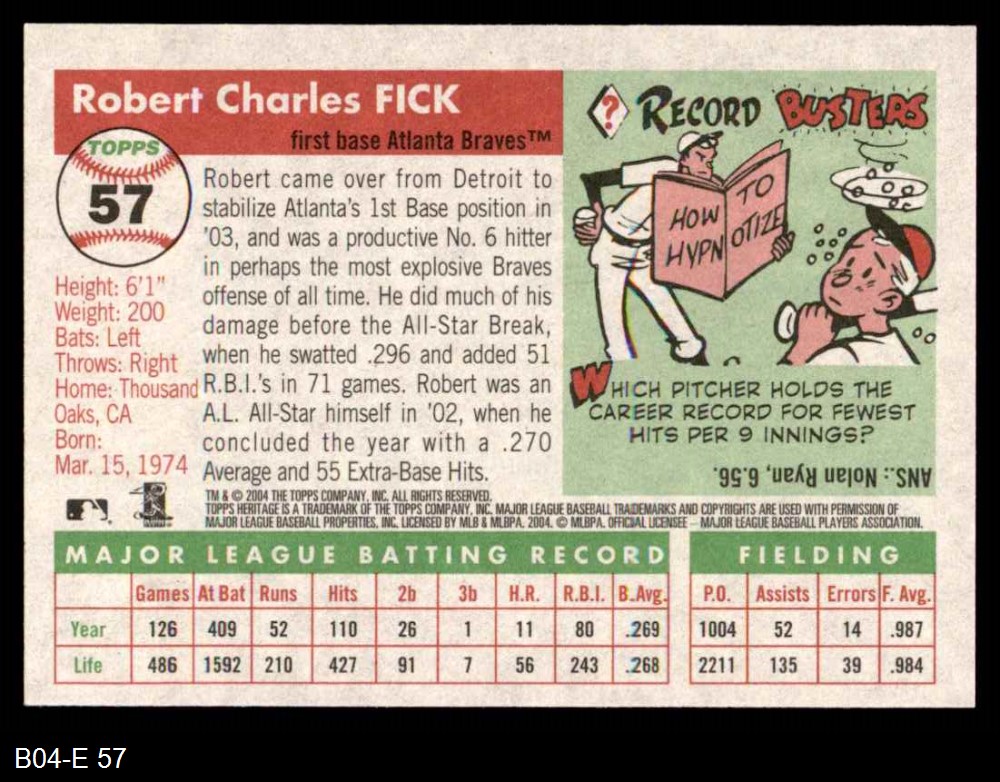 Robert Charles FICK
first base Atlanta Braves™
TOPPS
57
Height: 6'1"
Weight: 200
Bats: Left
Throws: Right
Home: Thousand
Oaks, CA
Born:
Mar. 15, 1974
Robert came over from Detroit to
stabilize Atlanta's 1st Base position in
'03, and was a productive No. 6 hitter
in perhaps the most explosive Braves
offense of all time. He did much of his
damage before the All-Star Break,
when he swatted .296 and added 51
R.B.I.'s in 71 games. Robert was an
A.L. All-Star himself in '02, when he
concluded the year with a .270
Average and 55 Extra-Base Hits.
? RECORD BUSTERS
HOW TO
HYPNOTIZE
WHICH PITCHER HOLDS THE
CAREER RECORD FOR FEWEST
HITS PER 9 INNINGS?
ANS.: Nolan Ryan, 6.56.
TM & © 2004 THE TOPPS COMPANY, INC. ALL RIGHTS RESERVED.
TOPPS HERITAGE IS A TRADEMARK OF THE TOPPS COMPANY, INC. MAJOR LEAGUE BASEBALL TRADEMARKS AND COPYRIGHTS ARE USED WITH PERMISSION OF
MAJOR LEAGUE BASEBALL PROPERTIES, INC. LICENSED BY MLB & MLBPA, 2004. © MLBPA. OFFICIAL LICENSEE – MAJOR LEAGUE BASEBALL PLAYERS ASSOCIATION.
MAJOR LEAGUE BATTING RECORD
Games At Bat Runs Hits 2b 3b H.R. R.B.I. B.Avg.
Year 126 409 52 110 26 1 11 80 .269
Life 486 1592 210 427 91 7 56 243 .268
FIELDING
P.O. Assists Errors F. Avg.
1004 52 14 .987
2211 135 39 .984
B04-E 57